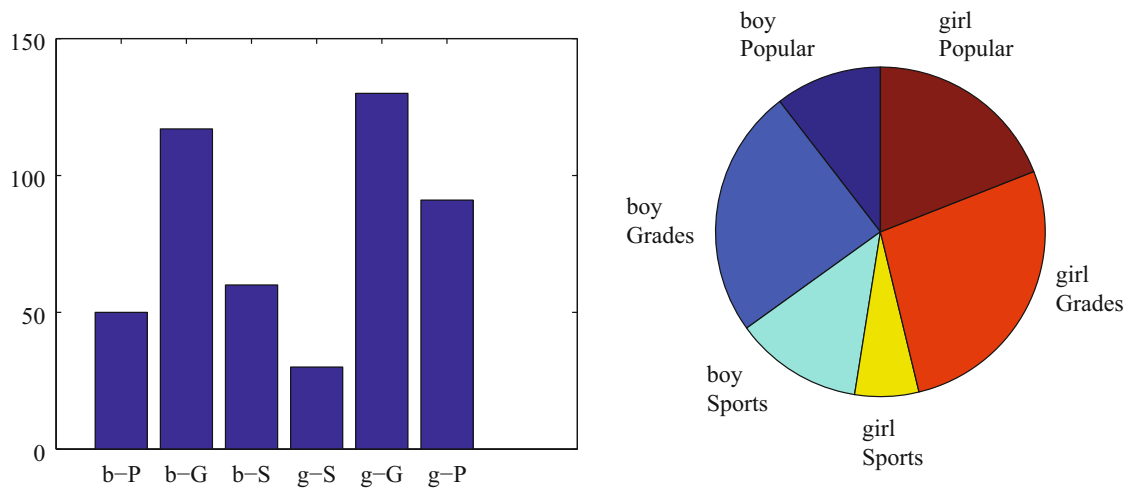 150
100
50
0
b−P
b−G
b−S
g−S
g−G
g−P
boy
Popular
girl
Popular
boy
Grades
girl
Grades
boy
Sports
girl
Sports